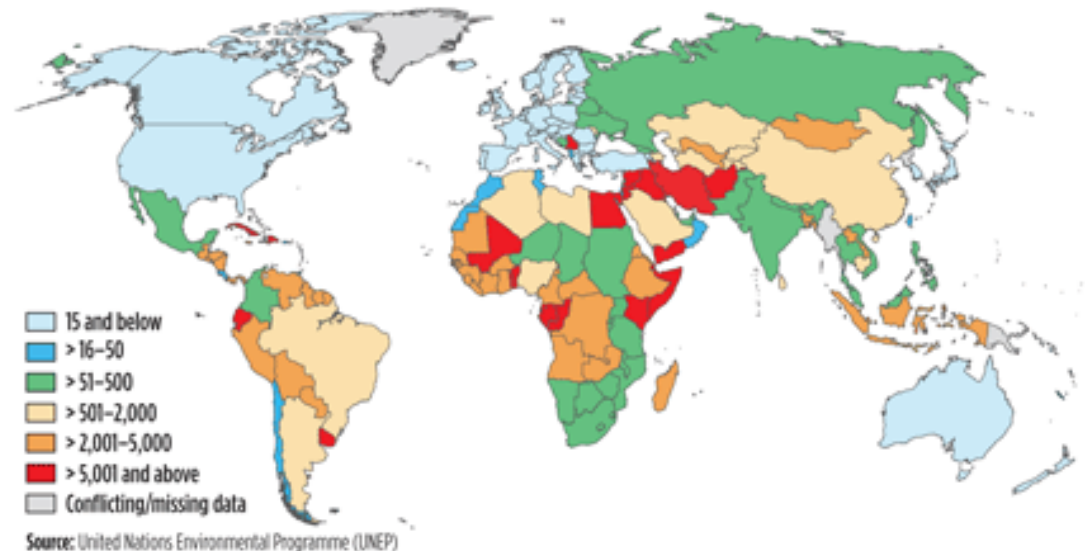 15 and below
> 16–50
> 51–500
> 501–2,000
> 2,001–5,000
> 5,001 and above
Conflicting/missing data
Source: United Nations Environmental Programme (UNEP)